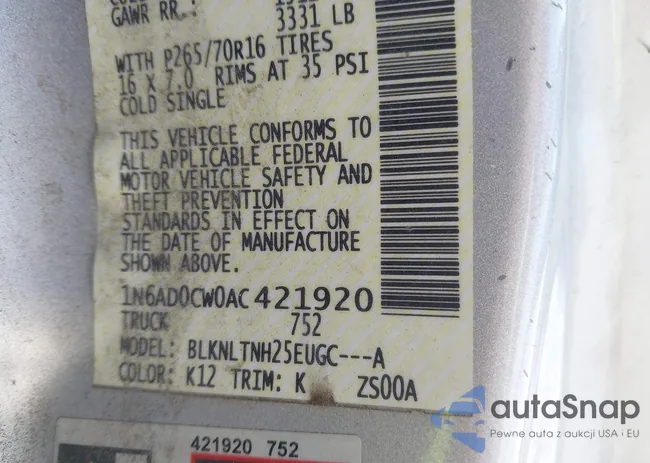 GAWR RR.:
3331 LB
WITH P265/70R16 TIRES
16 X 7.0 RIMS AT 35 PSI
COLD SINGLE
THIS VEHICLE CONFORMS TO
ALL APPLICABLE FEDERAL
MOTOR VEHICLE SAFETY AND
THEFT PREVENTION
STANDARDS IN EFFECT ON
THE DATE OF MANUFACTURE
SHOWN ABOVE.
1N6AD0CW0AC421920
TRUCK 752
MODEL: BLKNLTNH25EUGC---A
COLOR: K12 TRIM: K ZS00A
421920 752
autaSnap
Pewne auta z aukcji USA i EU